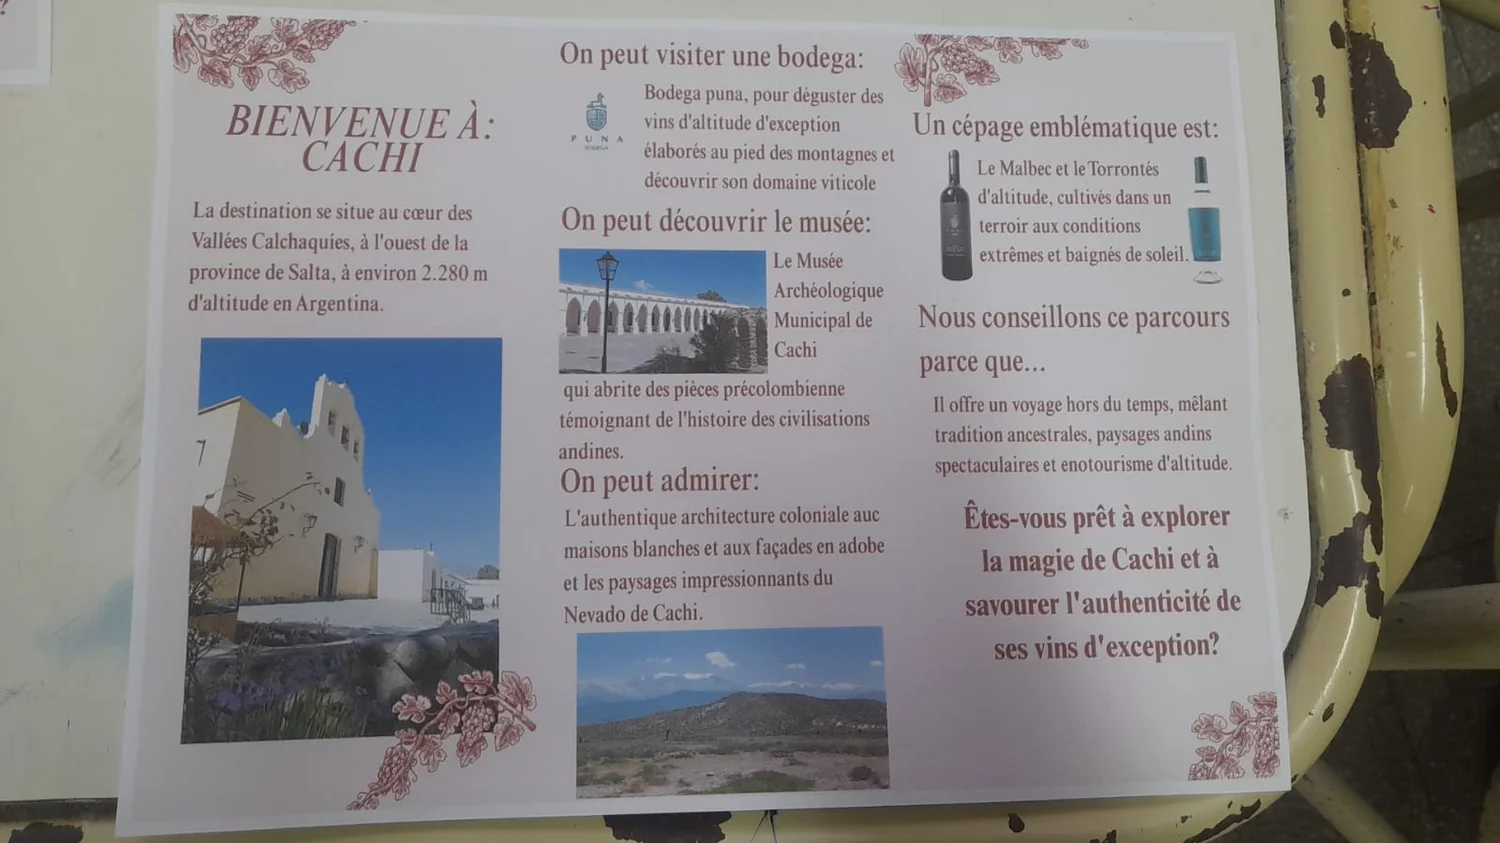 ?
BIENVENUE À:
CACHI
La destination se situe au cœur des
Vallées Calchaquíes, à l'ouest de la
province de Salta, à environ 2.280 m
d'altitude en Argentina.
On peut visiter une bodega:
PUNA
BODEGA
Bodega puna, pour déguster des
vins d'altitude d'exception
élaborés au pied des montagnes et
découvrir son domaine viticole
On peut découvrir le musée:
Le Musée
Archéologique
Municipal de
Cachi
qui abrite des pièces précolombienne
témoignant de l'histoire des civilisations
andines.
On peut admirer:
L'authentique architecture coloniale auc
maisons blanches et aux façades en adobe
et les paysages impressionnants du
Nevado de Cachi.
Un cépage emblématique est:
Le Malbec et le Torrontés
d'altitude, cultivés dans un
terroir aux conditions
extrêmes et baignés de soleil.
PUNA
Nous conseillons ce parcours
parce que...
Il offre un voyage hors du temps, mêlant
tradition ancestrales, paysages andins
spectaculaires et enotourisme d'altitude.
Êtes-vous prêt à explorer
la magie de Cachi et à
savourer l'authenticité de
ses vins d'exception?